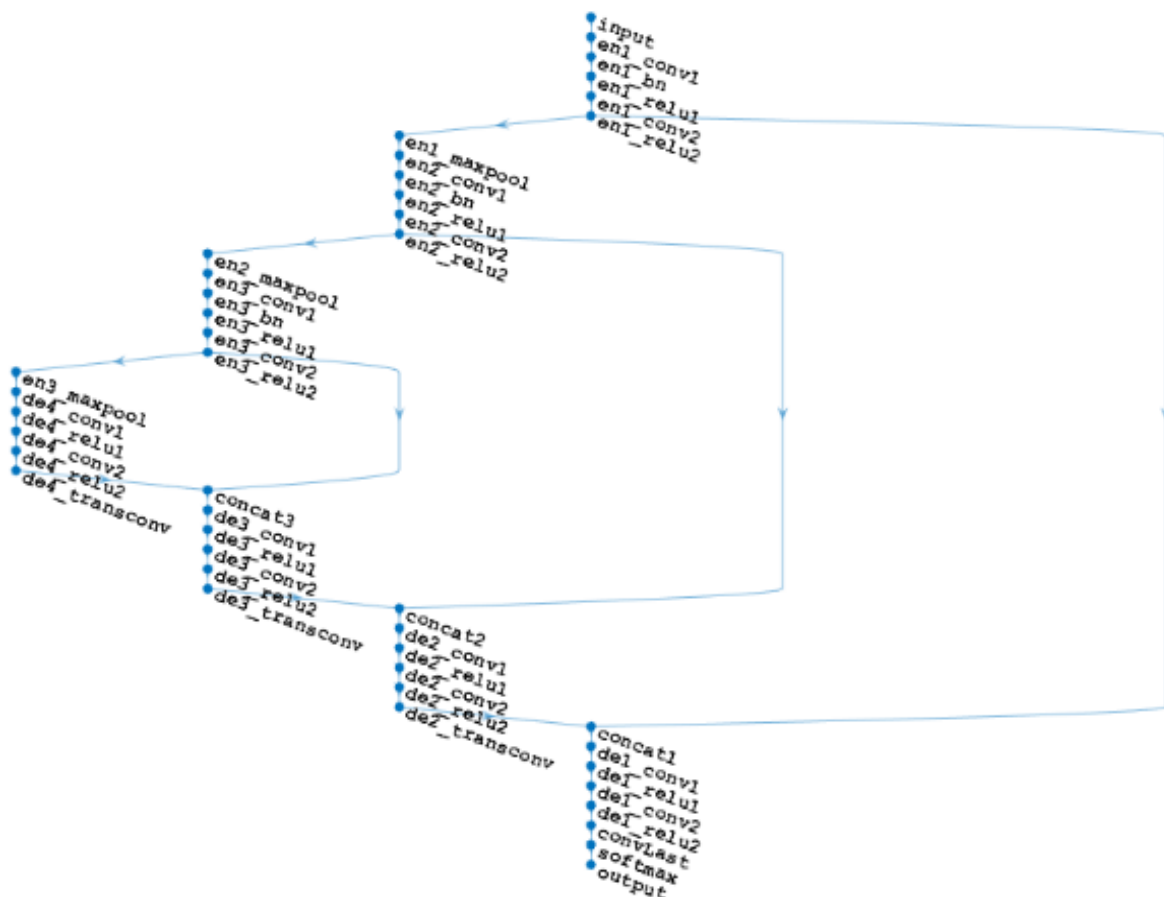 input
en1_conv1
en1_bn
en1_relu1
en1_conv2
en1_relu2
en1_maxpool
en2_conv1
en2_bn
en2_relu1
en2_conv2
en2_relu2
en2_maxpool
en3_conv1
en3_bn
en3_relu1
en3_conv2
en3_relu2
en3_maxpool
de4_conv1
de4_relu1
de4_conv2
de4_relu2
de4_transconv
concat3
de3_conv1
de3_relu1
de3_conv2
de3_relu2
de3_transconv
concat2
de2_conv1
de2_relu1
de2_conv2
de2_relu2
de2_transconv
concat1
de1_conv1
de1_relu1
de1_conv2
de1_relu2
convLast
softmax
output